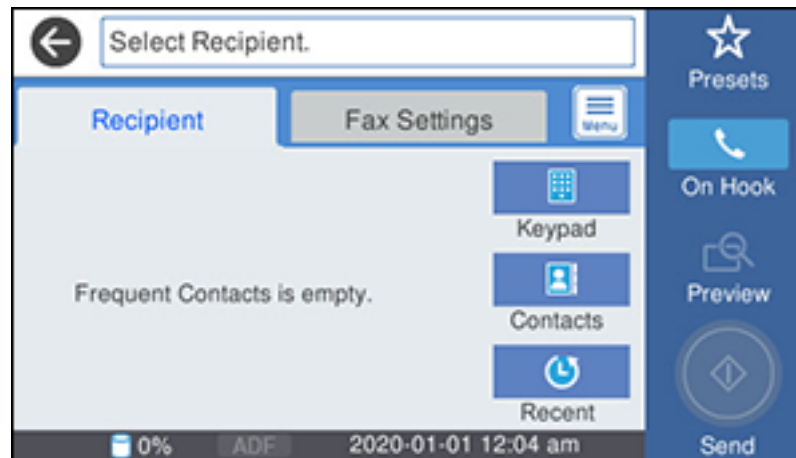 Select Recipient.
Presets
Recipient
Fax Settings
Menu
On Hook
Keypad
Frequent Contacts is empty.
Preview
Contacts
Recent
0%
ADF
2020-01-01 12:04 am
Send